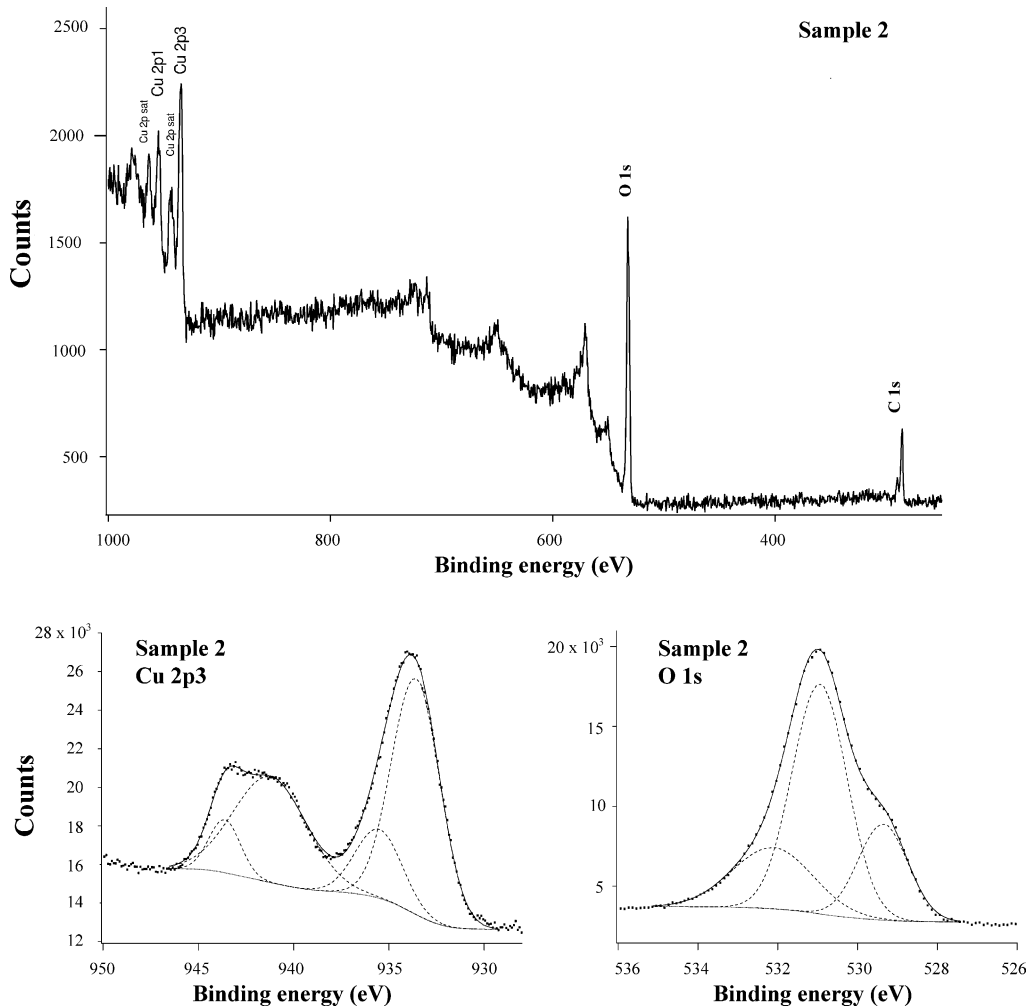 2500
2000
1500
1000
500
Counts
Cu 2p sat
Cu 2p1
Cu 2p sat
Cu 2p3
Sample 2
O 1s
C 1s
1000 800 600 400
Binding energy (eV)
28 x 10³
26
24
22
20
18
16
14
12
Counts
Sample 2
Cu 2p3
950 945 940 935 930
Binding energy (eV)
20 x 10³
15
10
5
Sample 2
O 1s
536 534 532 530 528 526
Binding energy (eV)